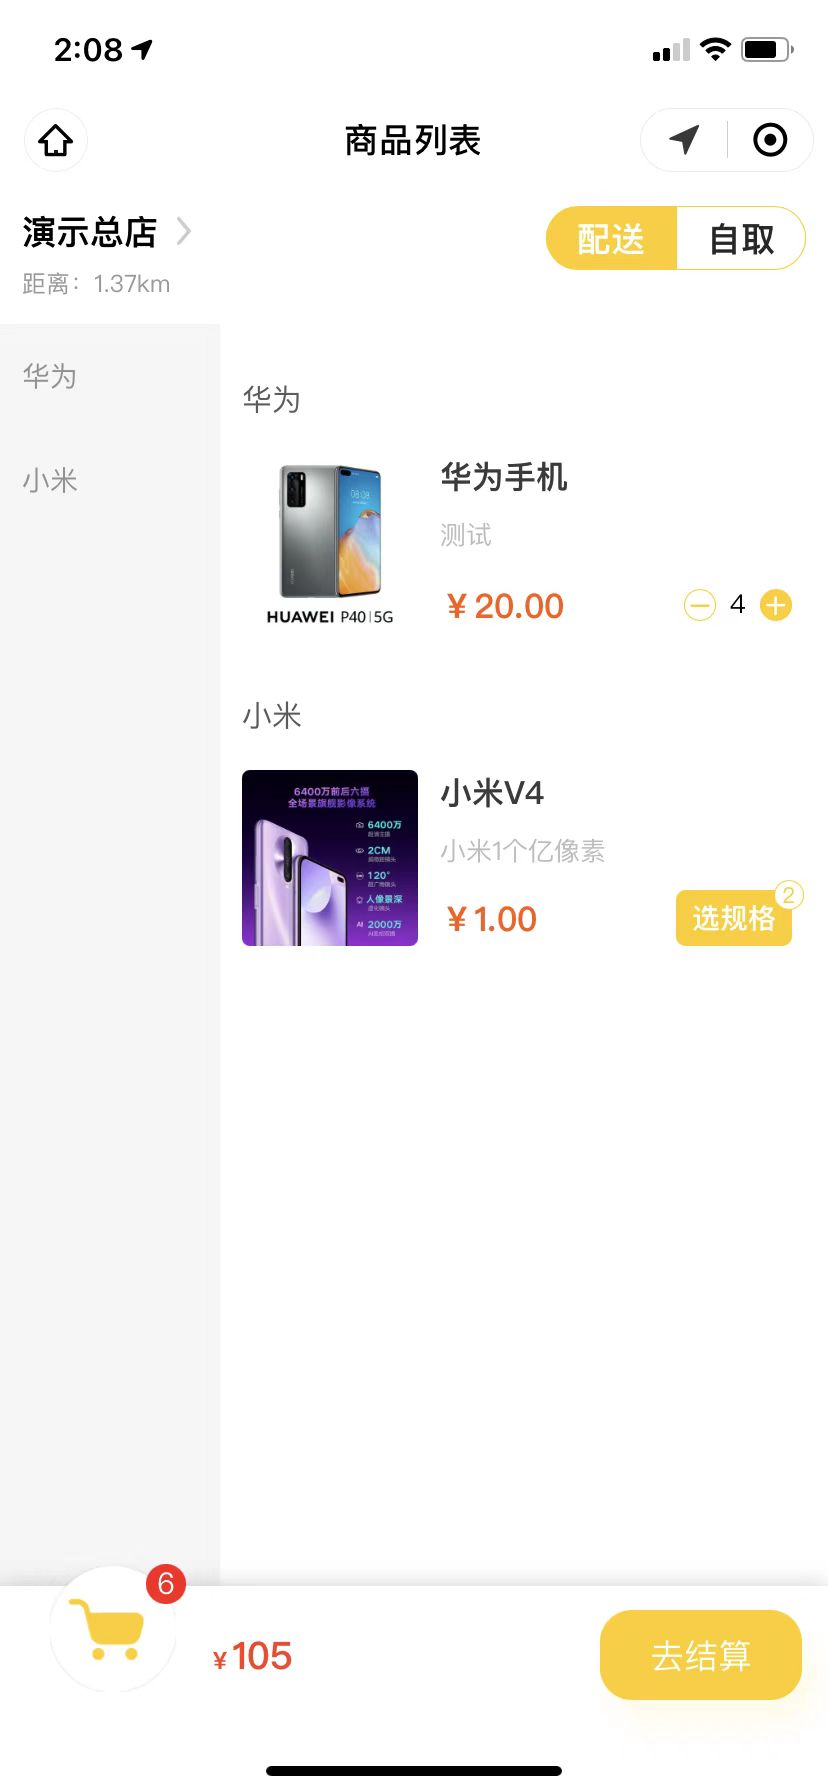 2:08
商品列表
演示总店
距离：1.37km
配送
自取
华为
小米
华为
08:08
HUAWEI P40|5G
华为手机
测试
¥ 20.00
4
小米
6400万前后六摄
全场景旗舰影像系统
6400万
2CM
120°
人像景深
AI 2000万
小米V4
小米1个亿像素
¥ 1.00
选规格
2
6
¥105
去结算